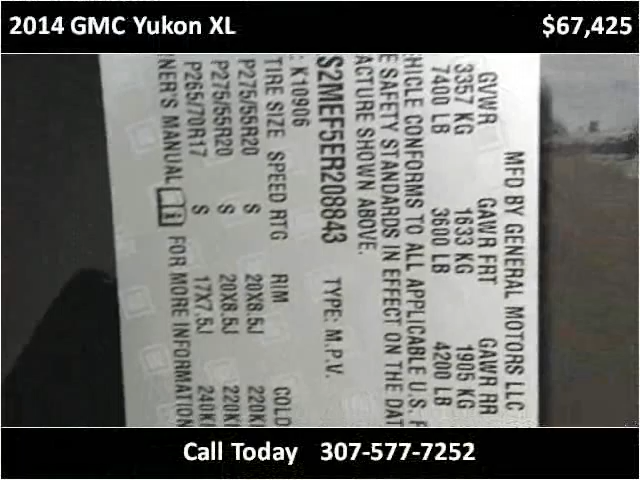 2014 GMC Yukon XL $67,425
MFD BY GENERAL MOTORS LLC
GVWR GAWR FRT GAWR RR
3357 KG 1633 KG 1905 KG
7400 LB 3600 LB 4200 LB
HICLE CONFORMS TO ALL APPLICABLE U.S. F
E SAFETY STANDARDS IN EFFECT ON THE DAT
ACTURE SHOWN ABOVE.
S2MEF5ER208843 TYPE: M.P.V.
: K10906
TIRE SIZE SPEED RTG RIM COLD
P275/55R20 S 20X8.5J 220K
P275/55R20 S 20X8.5J 220K
P265/70R17 S 17X7.5J 240K
NER'S MANUAL FOR MORE INFORMATION
Call Today 307-577-7252